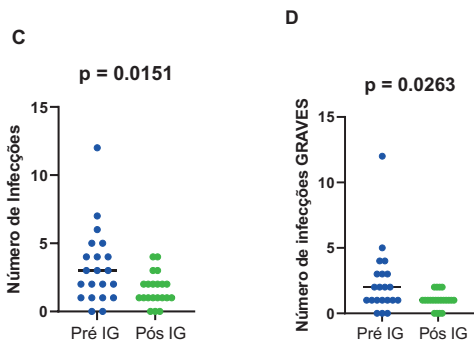 C
p = 0.0151
Número de Infecções
15
10
5
0
Pré IG Pós IG
D
p = 0.0263
Número de infecções GRAVES
15
10
5
0
Pré IG Pós IG